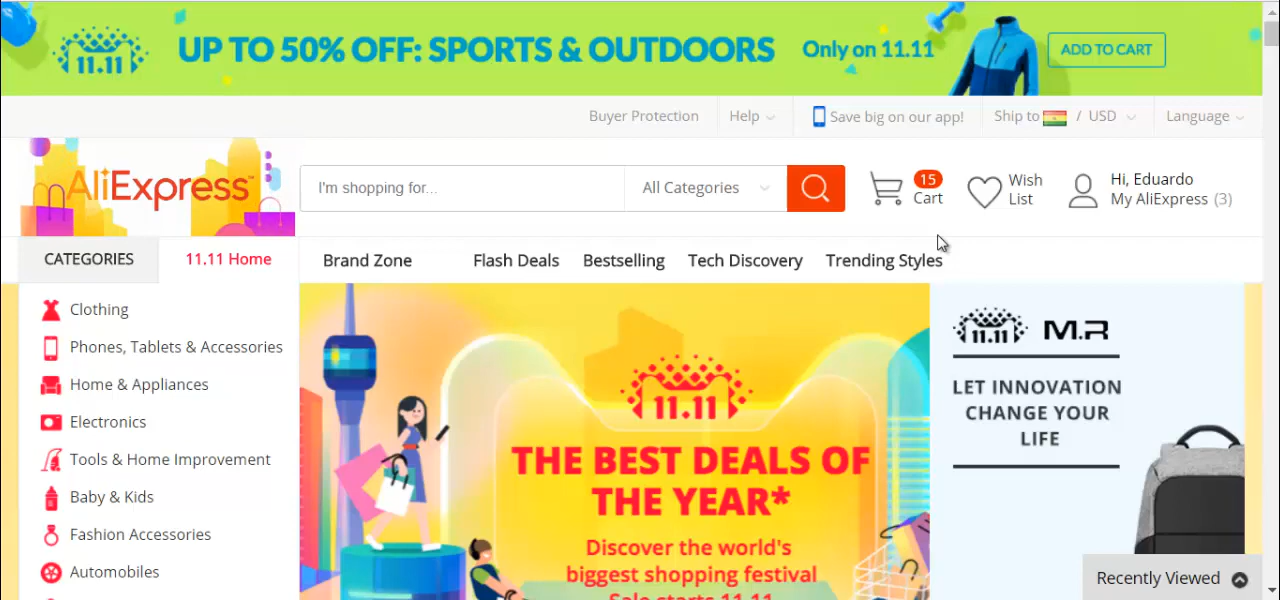 11.11
UP TO 50% OFF: SPORTS & OUTDOORS
Only on 11.11
ADD TO CART
Buyer Protection
Help
Save big on our app!
Ship to / USD
Language
AliExpress™
I'm shopping for...
All Categories
15
Cart
Wish
List
Hi, Eduardo
My AliExpress (3)
CATEGORIES
11.11 Home
Brand Zone
Flash Deals
Bestselling
Tech Discovery
Trending Styles
Clothing
Phones, Tablets & Accessories
Home & Appliances
Electronics
Tools & Home Improvement
Baby & Kids
Fashion Accessories
Automobiles
11.11
THE BEST DEALS OF
THE YEAR*
Discover the world's
biggest shopping festival
Sale starts 11.11
11.11 M.R
LET INNOVATION
CHANGE YOUR
LIFE
Recently Viewed